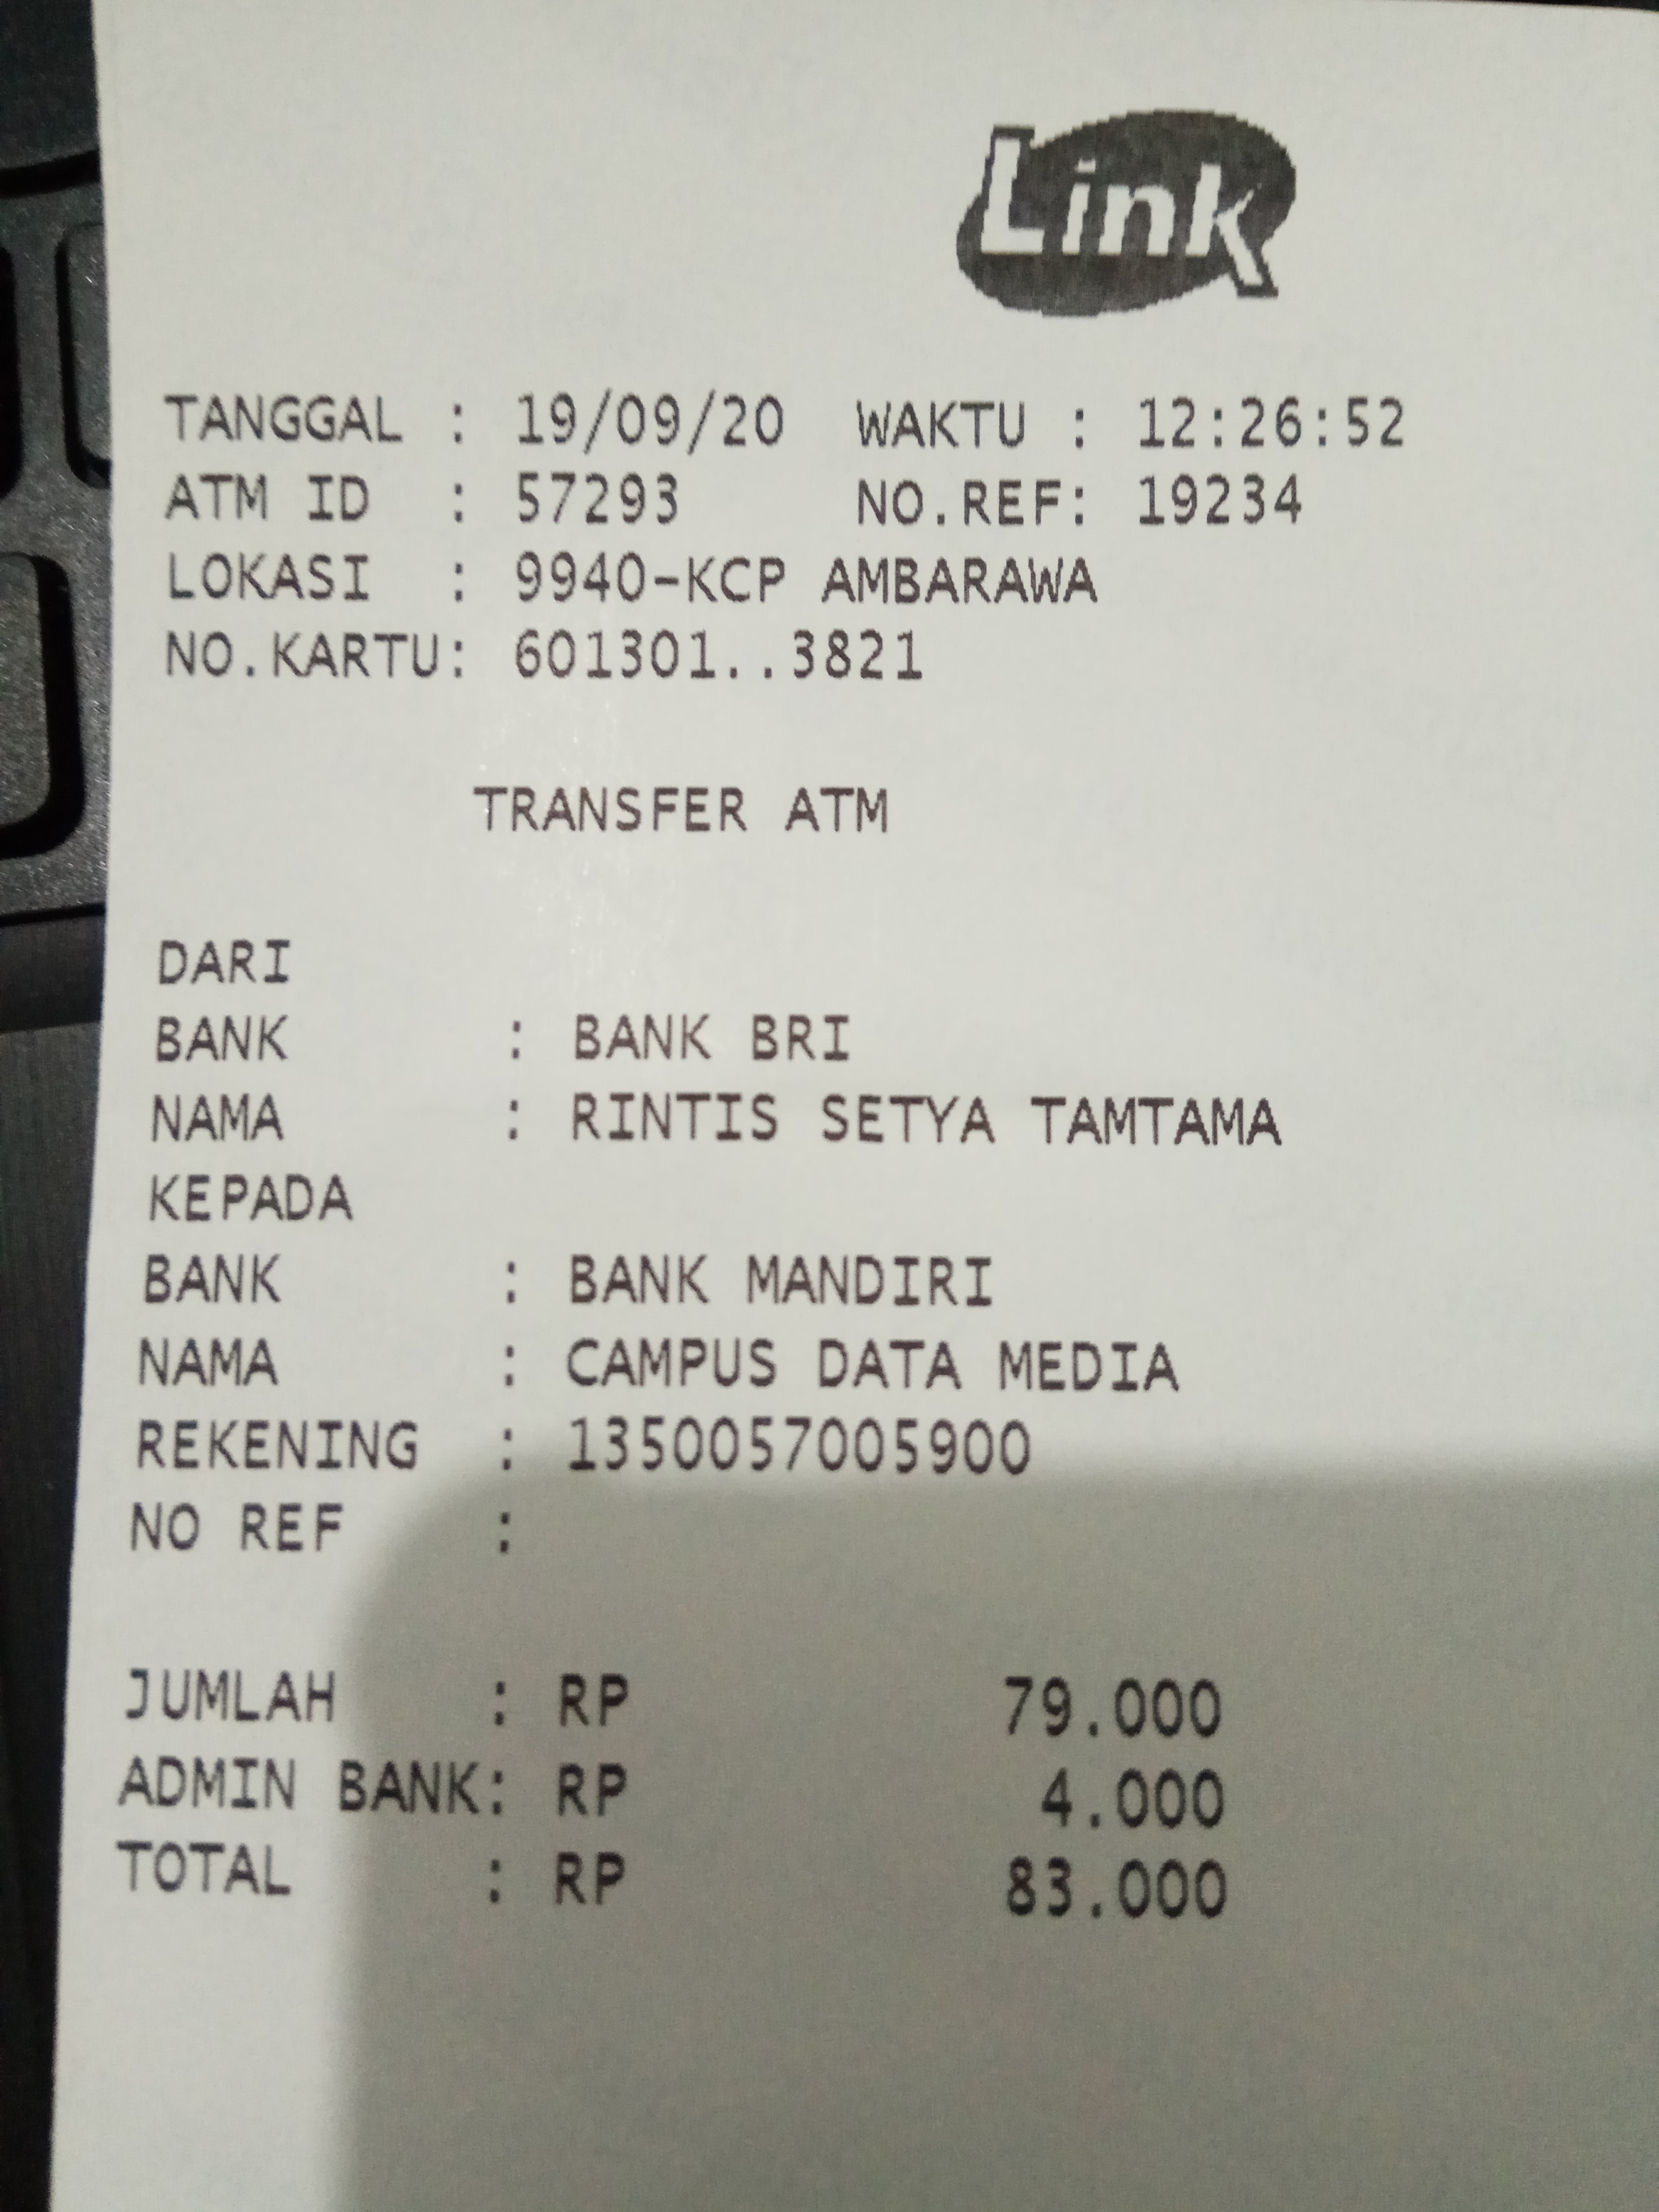 Link
TANGGAL : 19/09/20 WAKTU : 12:26:52
ATM ID : 57293 NO.REF: 19234
LOKASI : 9940-KCP AMBARAWA
NO.KARTU: 601301..3821
TRANSFER ATM
DARI
BANK : BANK BRI
NAMA : RINTIS SETYA TAMTAMA
KEPADA
BANK : BANK MANDIRI
NAMA : CAMPUS DATA MEDIA
REKENING : 1350057005900
NO REF :
JUMLAH : RP 79.000
ADMIN BANK: RP 4.000
TOTAL : RP 83.000